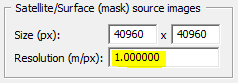 Satellite/Surface (mask) source images
Size (px): 40960 x 40960
Resolution (m/px): 1.000000